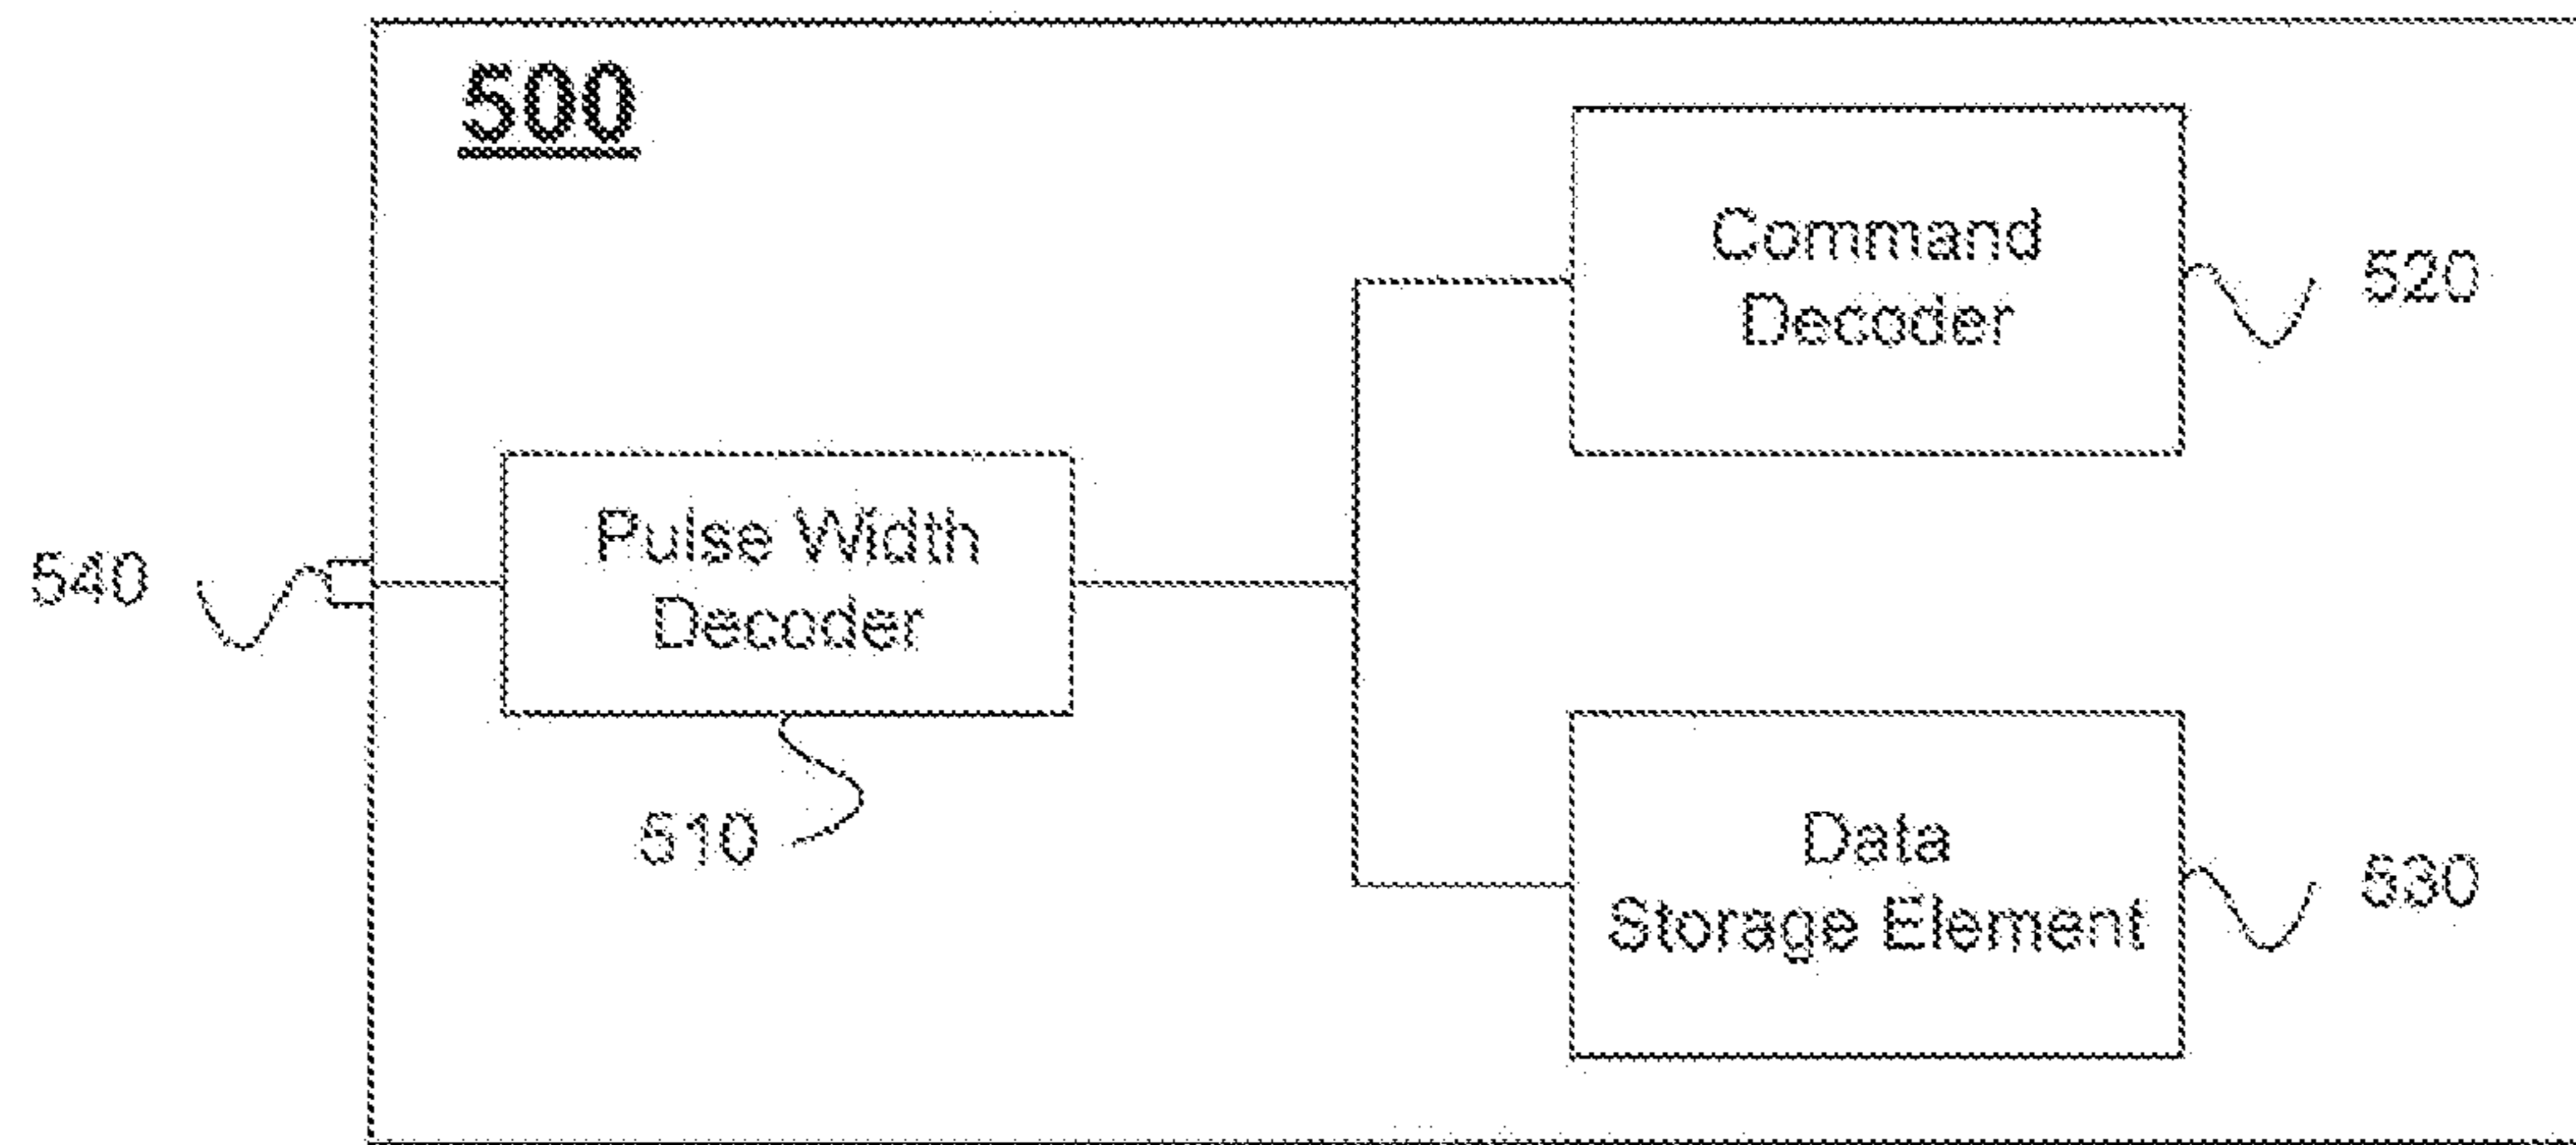 500
Command
Decoder
520
Pulse Width
Decoder
540
510
Data
Storage Element
530